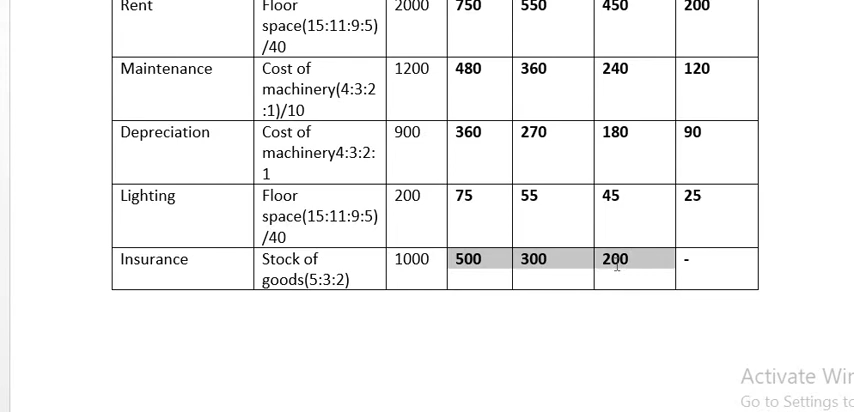 Rent Floor 2000 750 550 450 200
space(15:11:9:5)
/40
Maintenance Cost of 1200 480 360 240 120
machinery(4:3:2
:1)/10
Depreciation Cost of 900 360 270 180 90
machinery4:3:2:
1
Lighting Floor 200 75 55 45 25
space(15:11:9:5)
/40
Insurance Stock of 1000 500 300 200 -
goods(5:3:2)
Activate Win
Go to Settings to